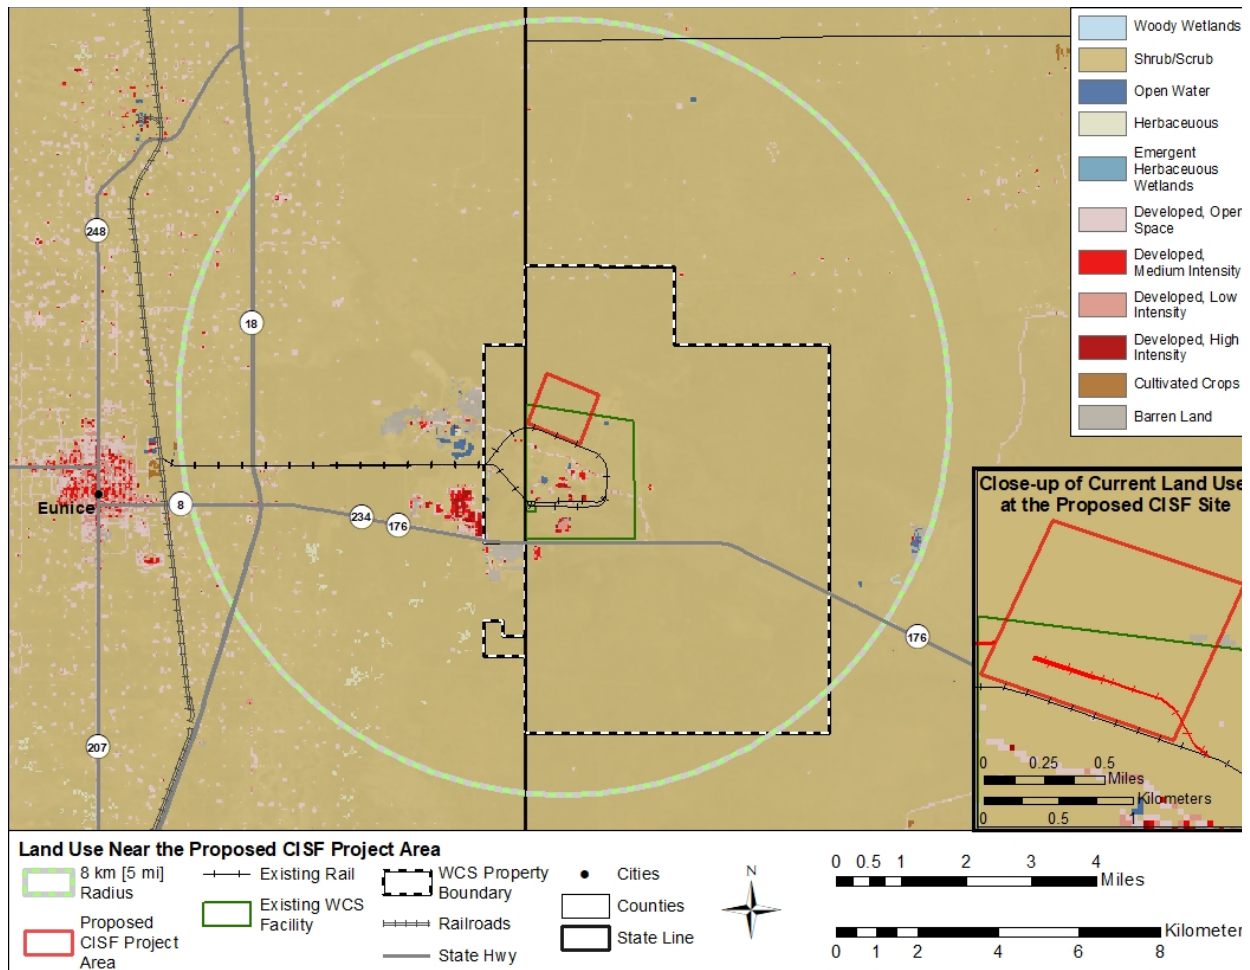 Woody Wetlands
Shrub/Scrub
Open Water
Herbaceuous
Emergent
Herbaceuous
Wetlands
Developed, Open
Space
Developed,
Medium Intensity
Developed, Low
Intensity
Developed, High
Intensity
Cultivated Crops
Barren Land
248
18
8
234
176
Eunice
207
176
Close-up of Current Land Use
at the Proposed CISF Site
0 0.25 0.5
Miles
Kilometers
0 0.5 1
Land Use Near the Proposed CISF Project Area
8 km [5 mi]
Radius
Proposed
CISF Project
Area
Existing Rail
Existing WCS
Facility
WCS Property
Boundary
Railroads
State Hwy
Cities
Counties
State Line
N
0 0.5 1 2 3 4
Miles
Kilometer
0 1 2 4 6 8